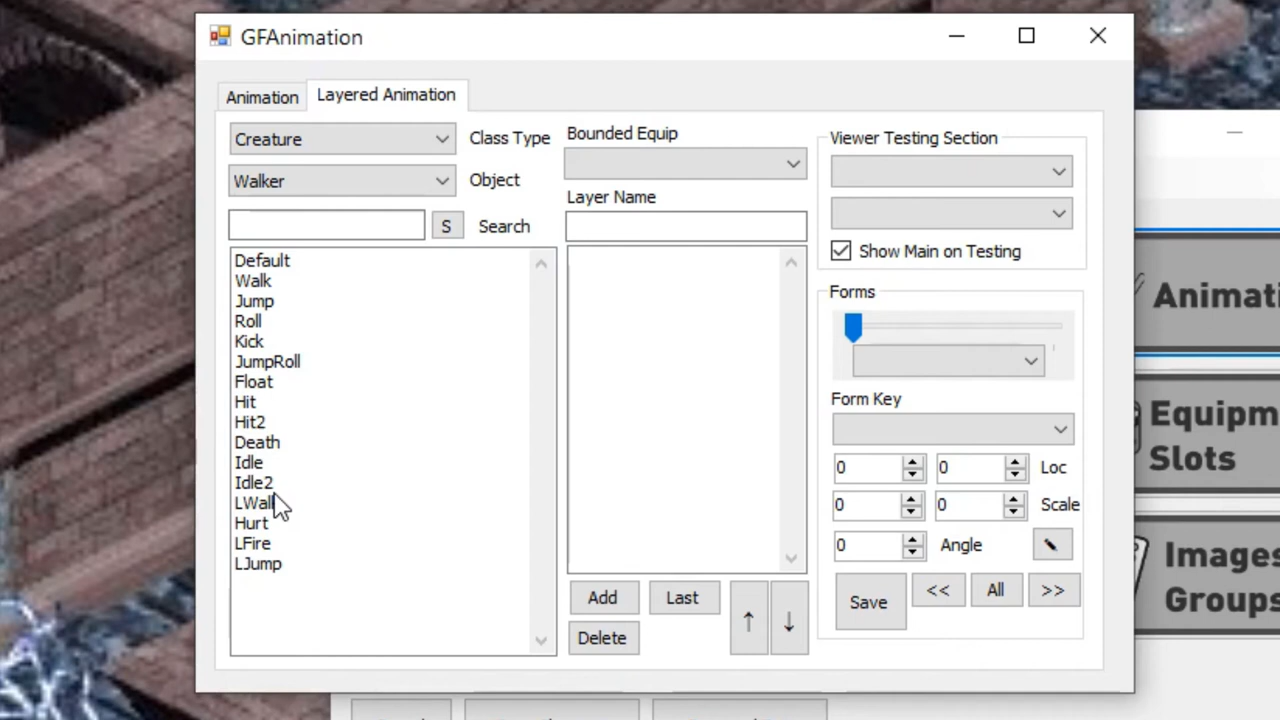 GFAnimation
Animation
Layered Animation
Creature
Class Type
Walker
Object
S
Search
Default
Walk
Jump
Roll
Kick
JumpRoll
Float
Hit
Hit2
Death
Idle
Idle2
LWalk
Hurt
LFire
LJump
Bounded Equip
Layer Name
Add
Last
Delete
↑
↓
Viewer Testing Section
Show Main on Testing
Forms
Form Key
0 0 Loc
0 0 Scale
0 Angle
Save
<<
All
>>
Animati
Equipm
Slots
Images
Groups